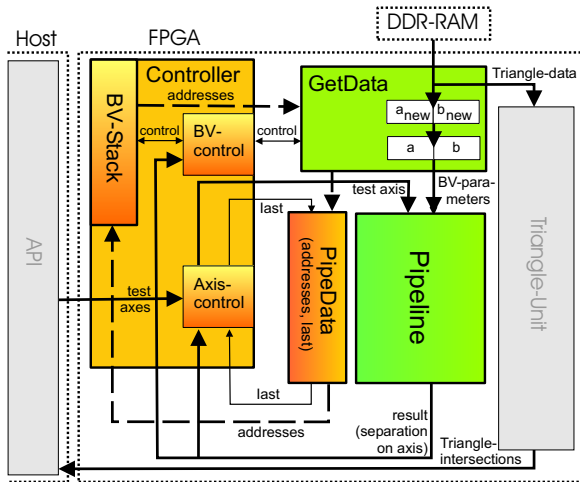 DDR-RAM
Host
FPGA
Controller
addresses
GetData
Triangle-data
a new
b new
BV-Stack
control
BV-
control
control
a
b
test axis
BV-para-
meters
last
API
PipeData
(addresses, last)
Pipeline
Triangle-Unit
test
axes
Axis-
control
last
addresses
result
(separation
on axis)
Triangle-
intersections